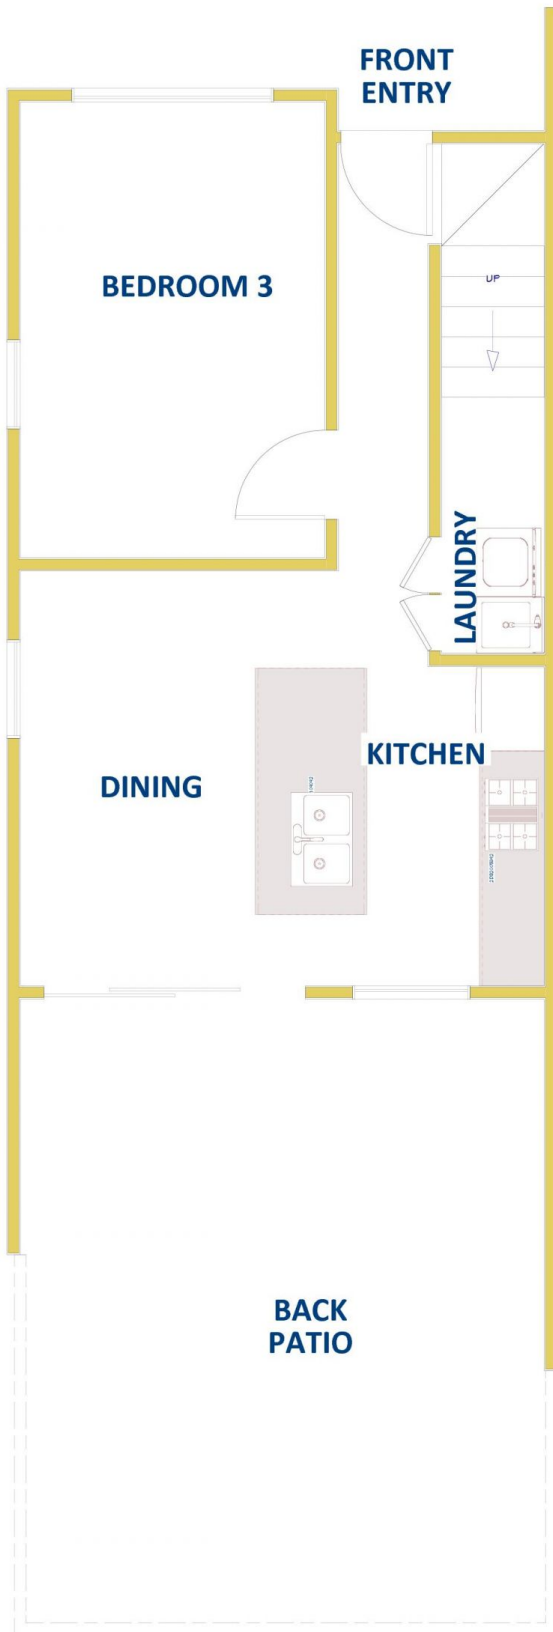 FRONT
ENTRY
BEDROOM 3
UP
LAUNDRY
KITCHEN
DINING
BACK
PATIO